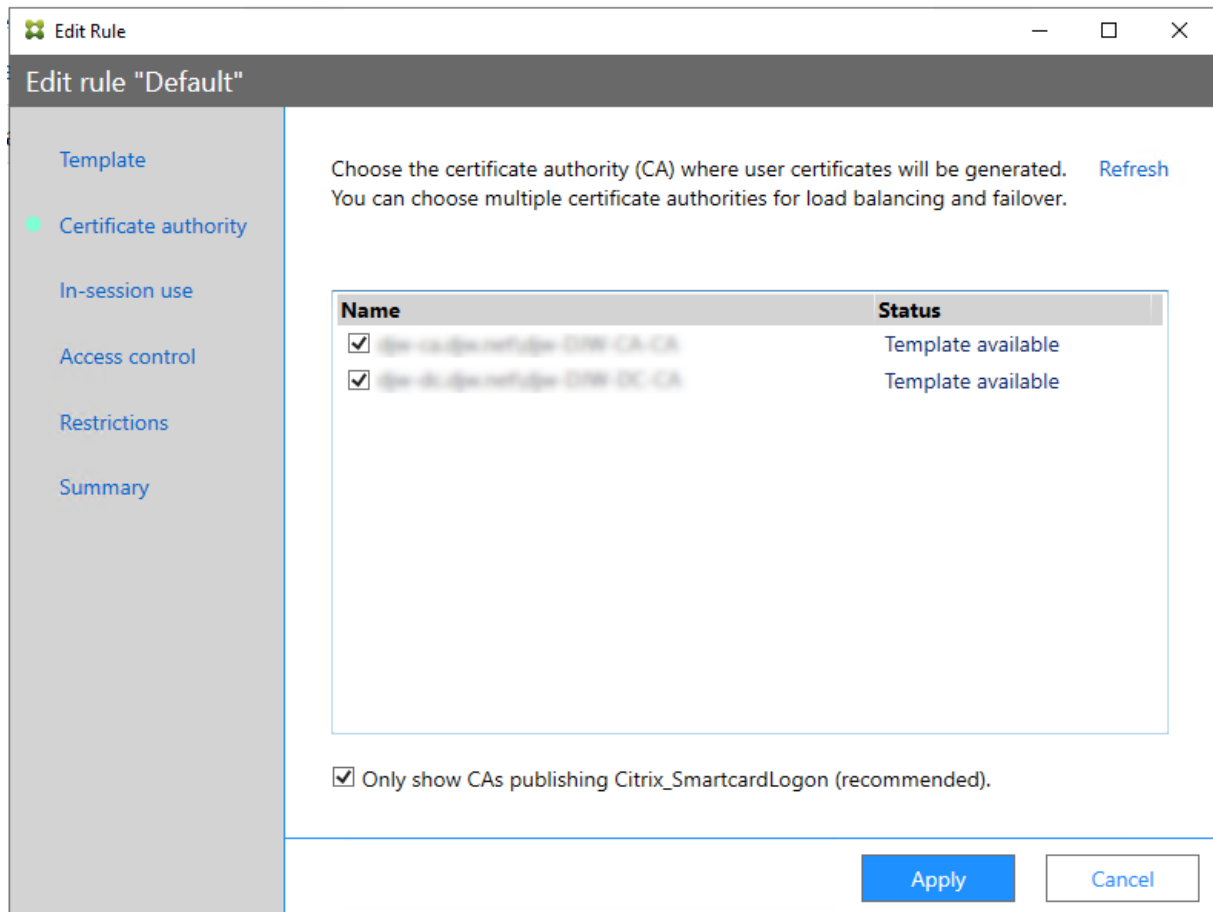 Edit Rule
Edit rule "Default"
Template
Certificate authority
In-session use
Access control
Restrictions
Summary
Choose the certificate authority (CA) where user certificates will be generated.
Refresh
You can choose multiple certificate authorities for load balancing and failover.
Name Status
Template available
Template available
Only show CAs publishing Citrix_SmartcardLogon (recommended).
Apply Cancel